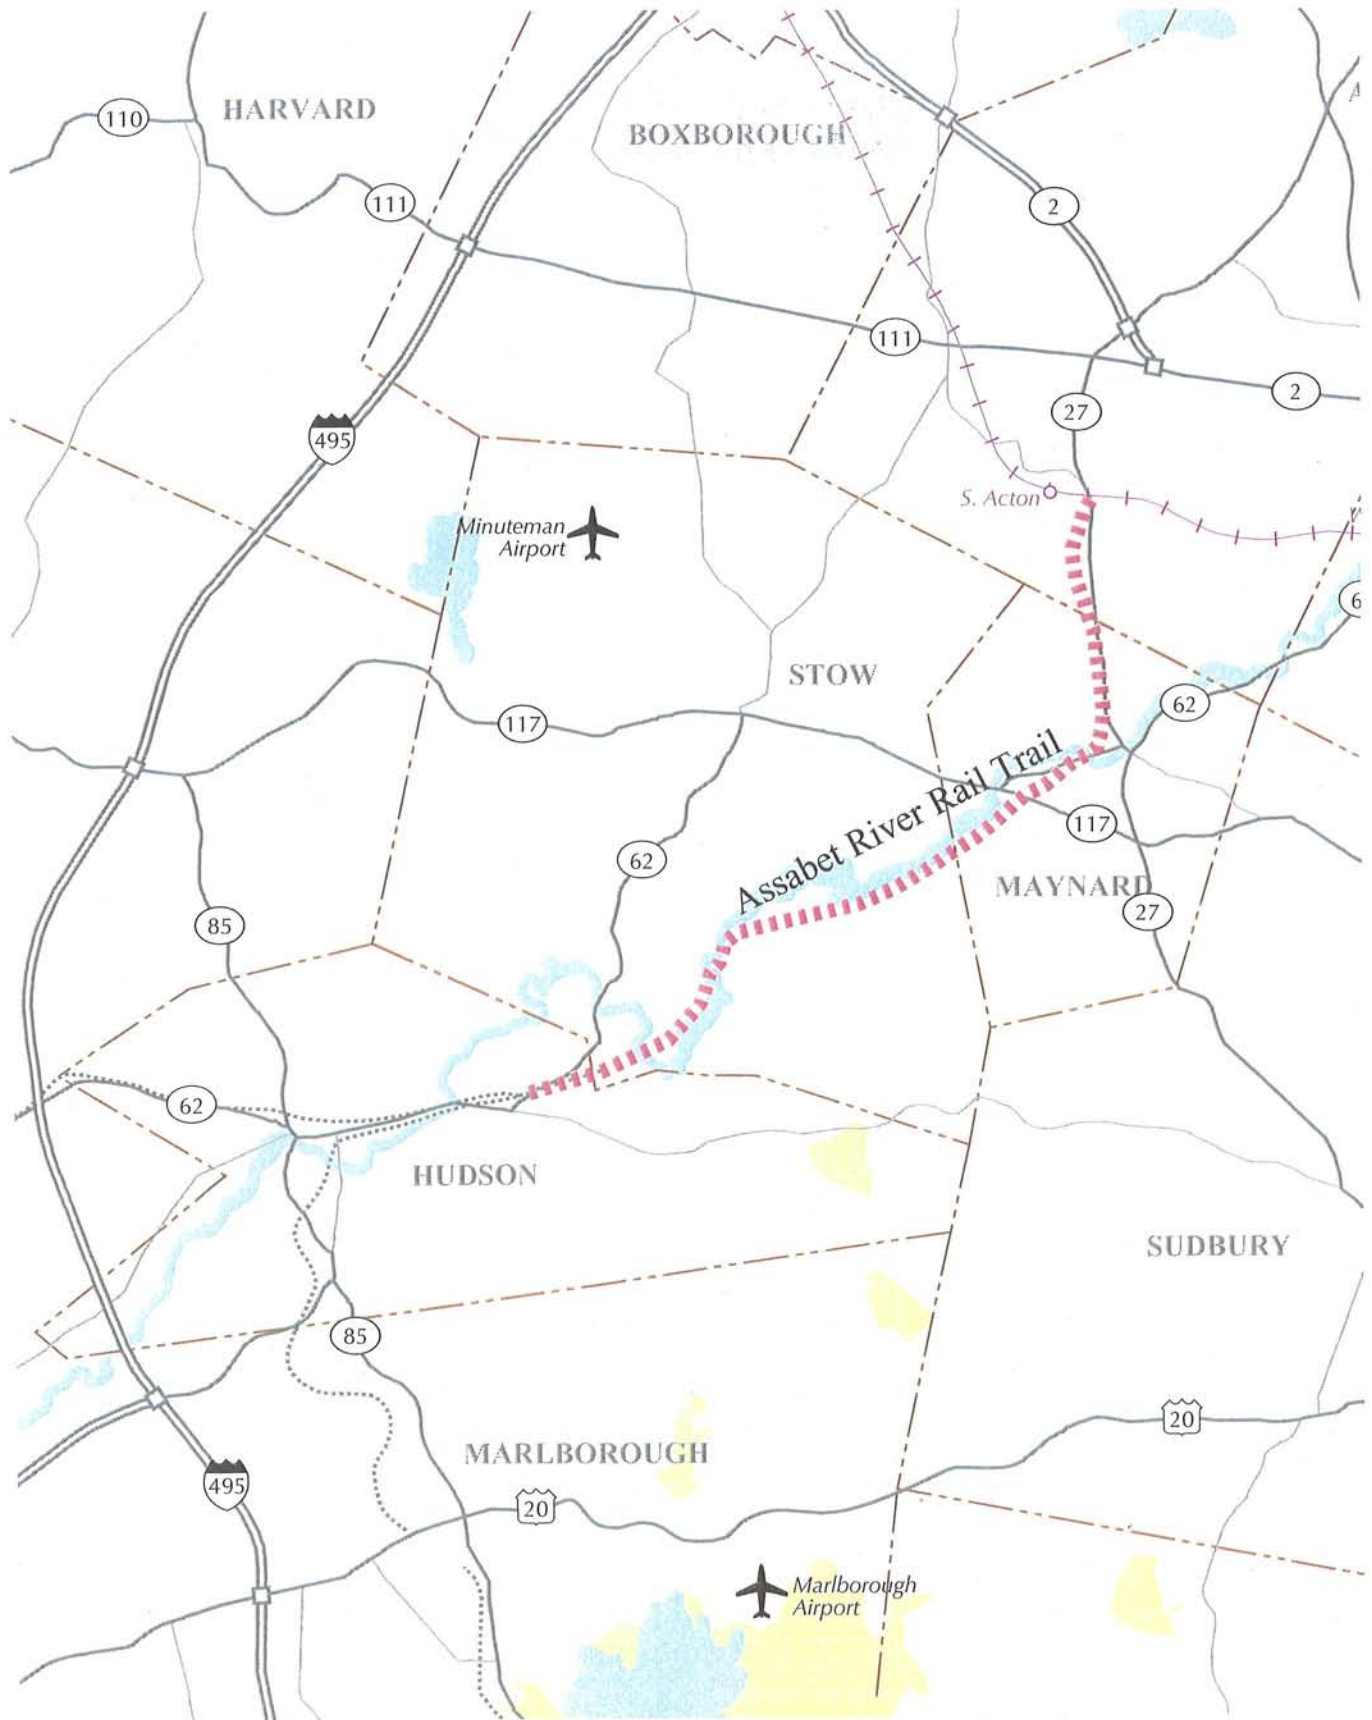 HARVARD
110
BOXBOROUGH
111
2
111
2
27
495
S. Acton
Minuteman
Airport
STOW
62
117
Assabet River Rail Trail
117
62
MAYNARD
27
85
62
HUDSON
SUDBURY
85
20
MARLBOROUGH
495
20
Marlborough
Airport